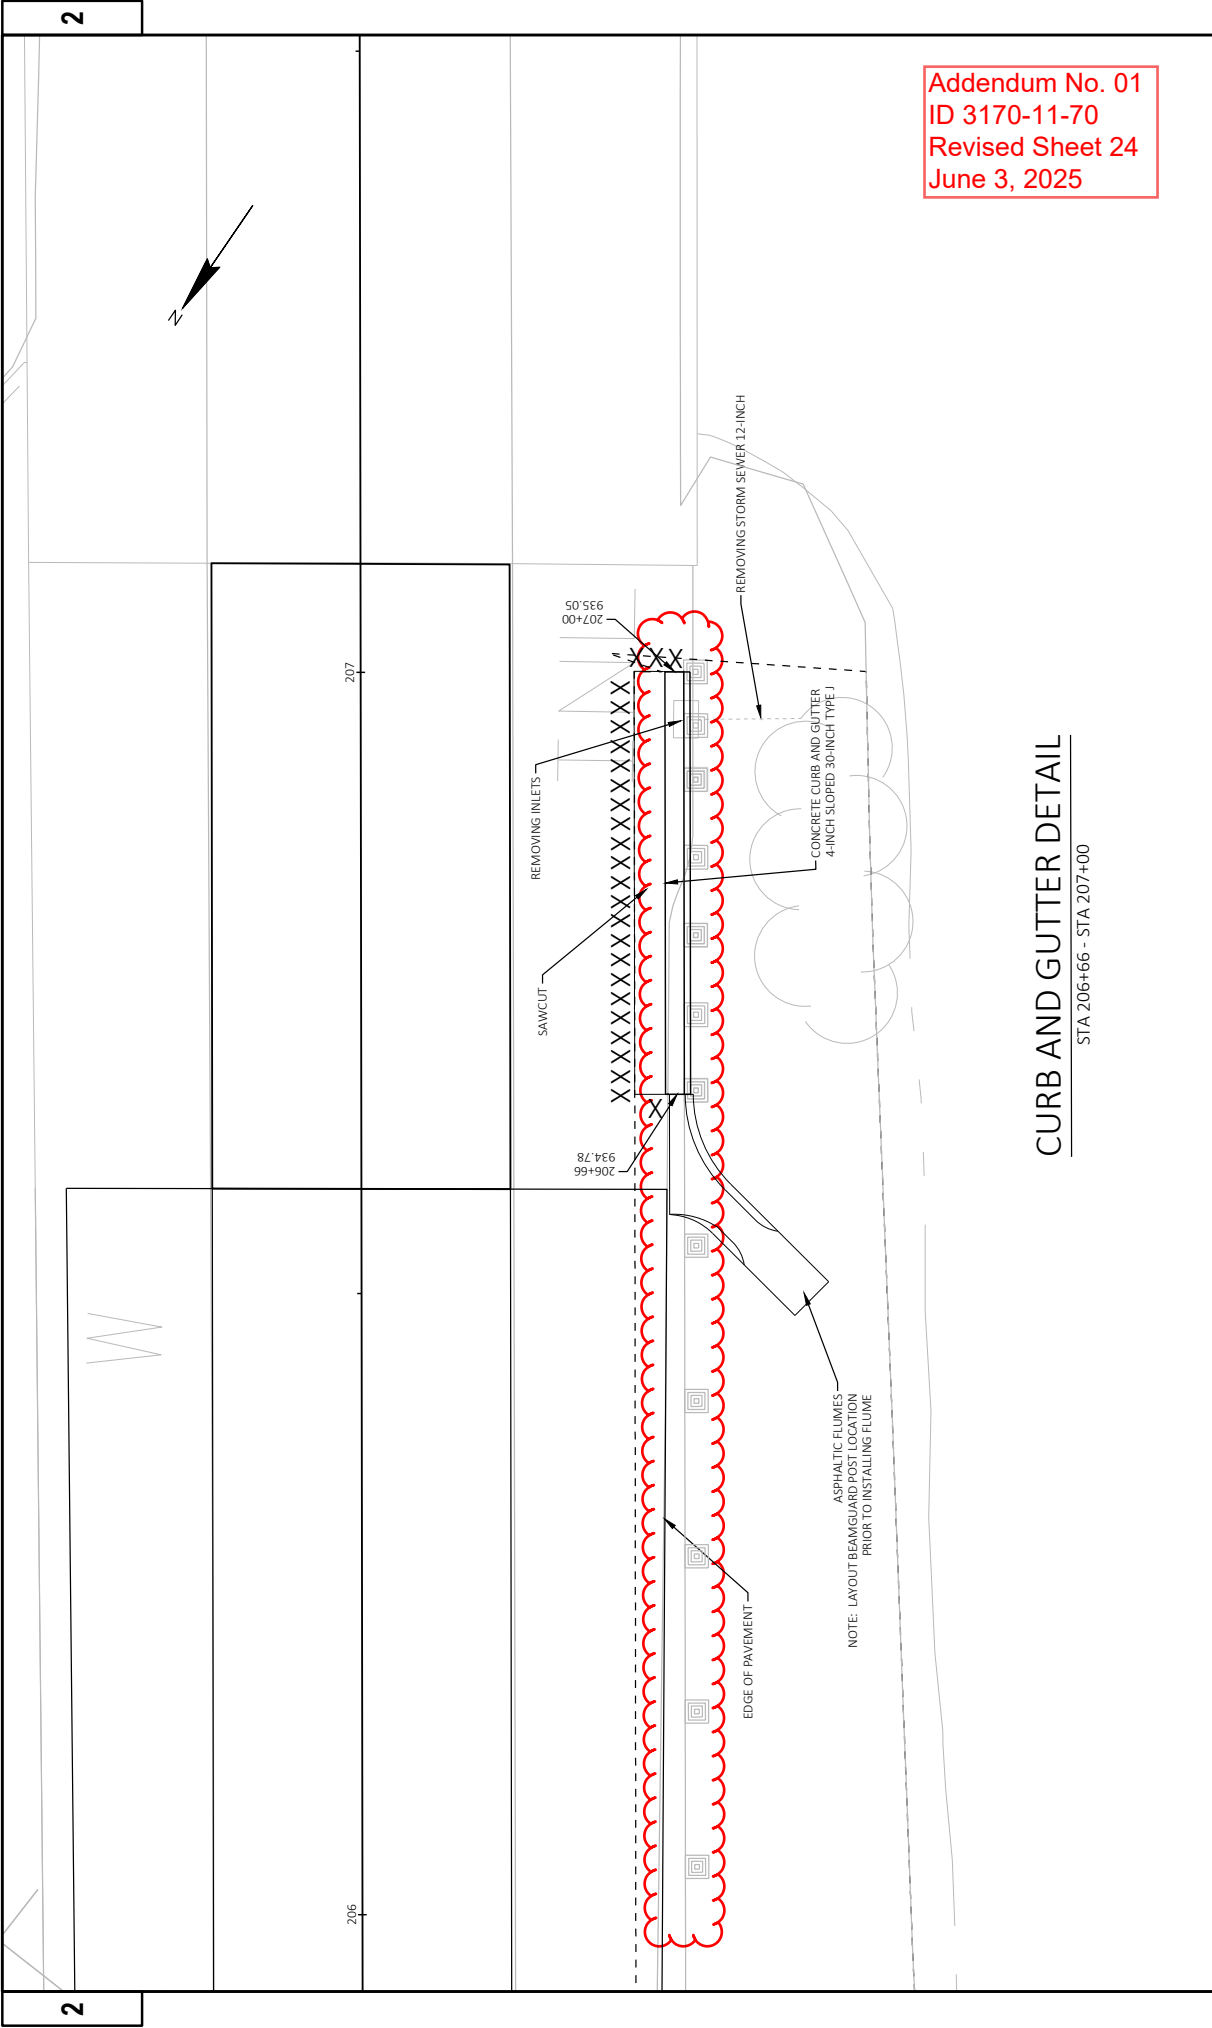 2
Addendum No. 01
ID 3170-11-70
Revised Sheet 24
June 3, 2025
N
207
206
W
207+00
935.05
REMOVING STORM SEWER 12-INCH
REMOVING INLETS
SAWCUT
CONCRETE CURB AND GUTTER
4-INCH SLOPED 30-INCH TYPE J
206+66
934.78
ASPHALTIC FLUMES
NOTE: LAYOUT BEAMGUARD POST LOCATION
PRIOR TO INSTALLING FLUME
EDGE OF PAVEMENT
CURB AND GUTTER DETAIL
STA 206+66 - STA 207+00
2